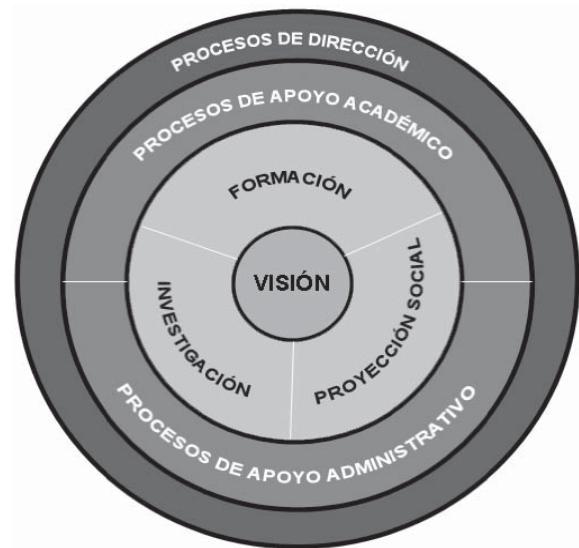 PROCESOS DE DIRECCIÓN
PROCESOS DE APOYO ACADÉMICO
FORMACIÓN
VISIÓN
INVESTIGACIÓN
PROYECCIÓN SOCIAL
PROCESOS DE APOYO ADMINISTRATIVO